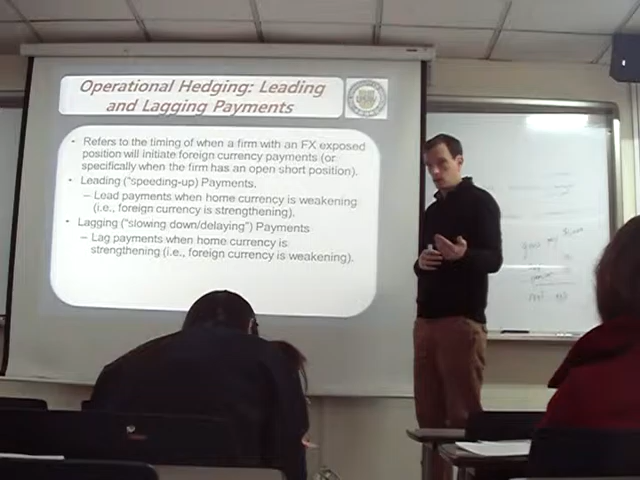 Operational Hedging: Leading
and Lagging Payments
• Refers to the timing of when a firm with an FX exposed
position will initiate foreign currency payments (or
specifically when the firm has an open short position).
• Leading ("speeding-up) Payments.
– Lead payments when home currency is weakening
(i.e., foreign currency is strengthening).
• Lagging ("slowing down/delaying") Payments
– Lag payments when home currency is
strengthening (i.e., foreign currency is weakening).